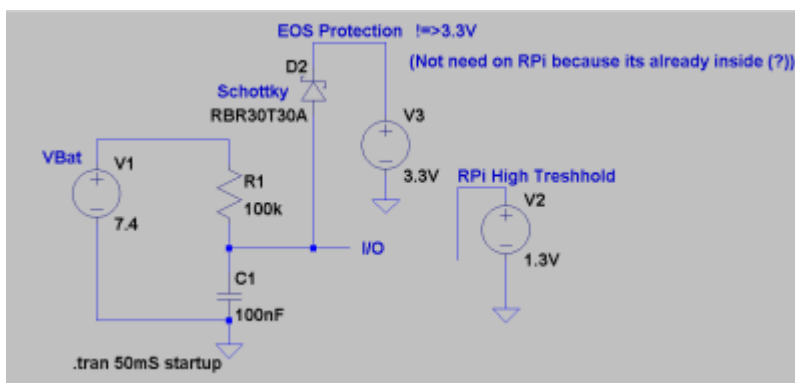 EOS Protection !=>3.3V
(Not need on RPi because its already inside (?))
D2
Schottky
RBR30T30A
V3
3.3V
VBat
V1
7.4
R1
100k
RPi High Treshhold
V2
1.3V
I/O
C1
100nF
.tran 50mS startup